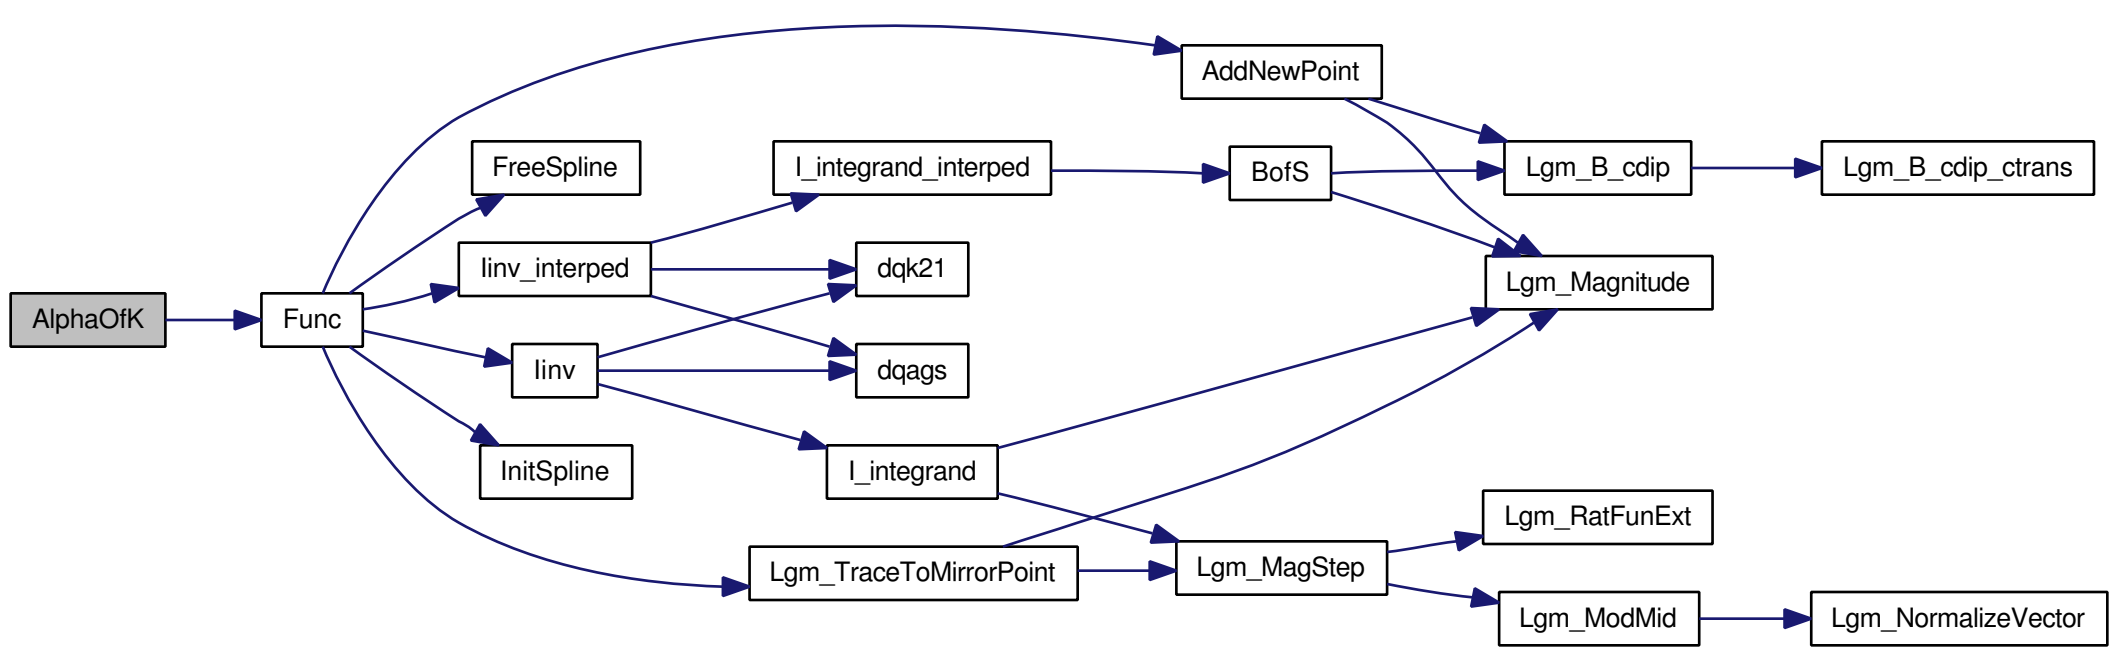 AlphaOfK
Func
AddNewPoint
FreeSpline
Iinv_interped
Iinv
InitSpline
Lgm_TraceToMirrorPoint
I_integrand_interped
dqk21
dqags
I_integrand
BofS
Lgm_MagStep
Lgm_B_cdip
Lgm_Magnitude
Lgm_RatFunExt
Lgm_ModMid
Lgm_B_cdip_ctrans
Lgm_NormalizeVector